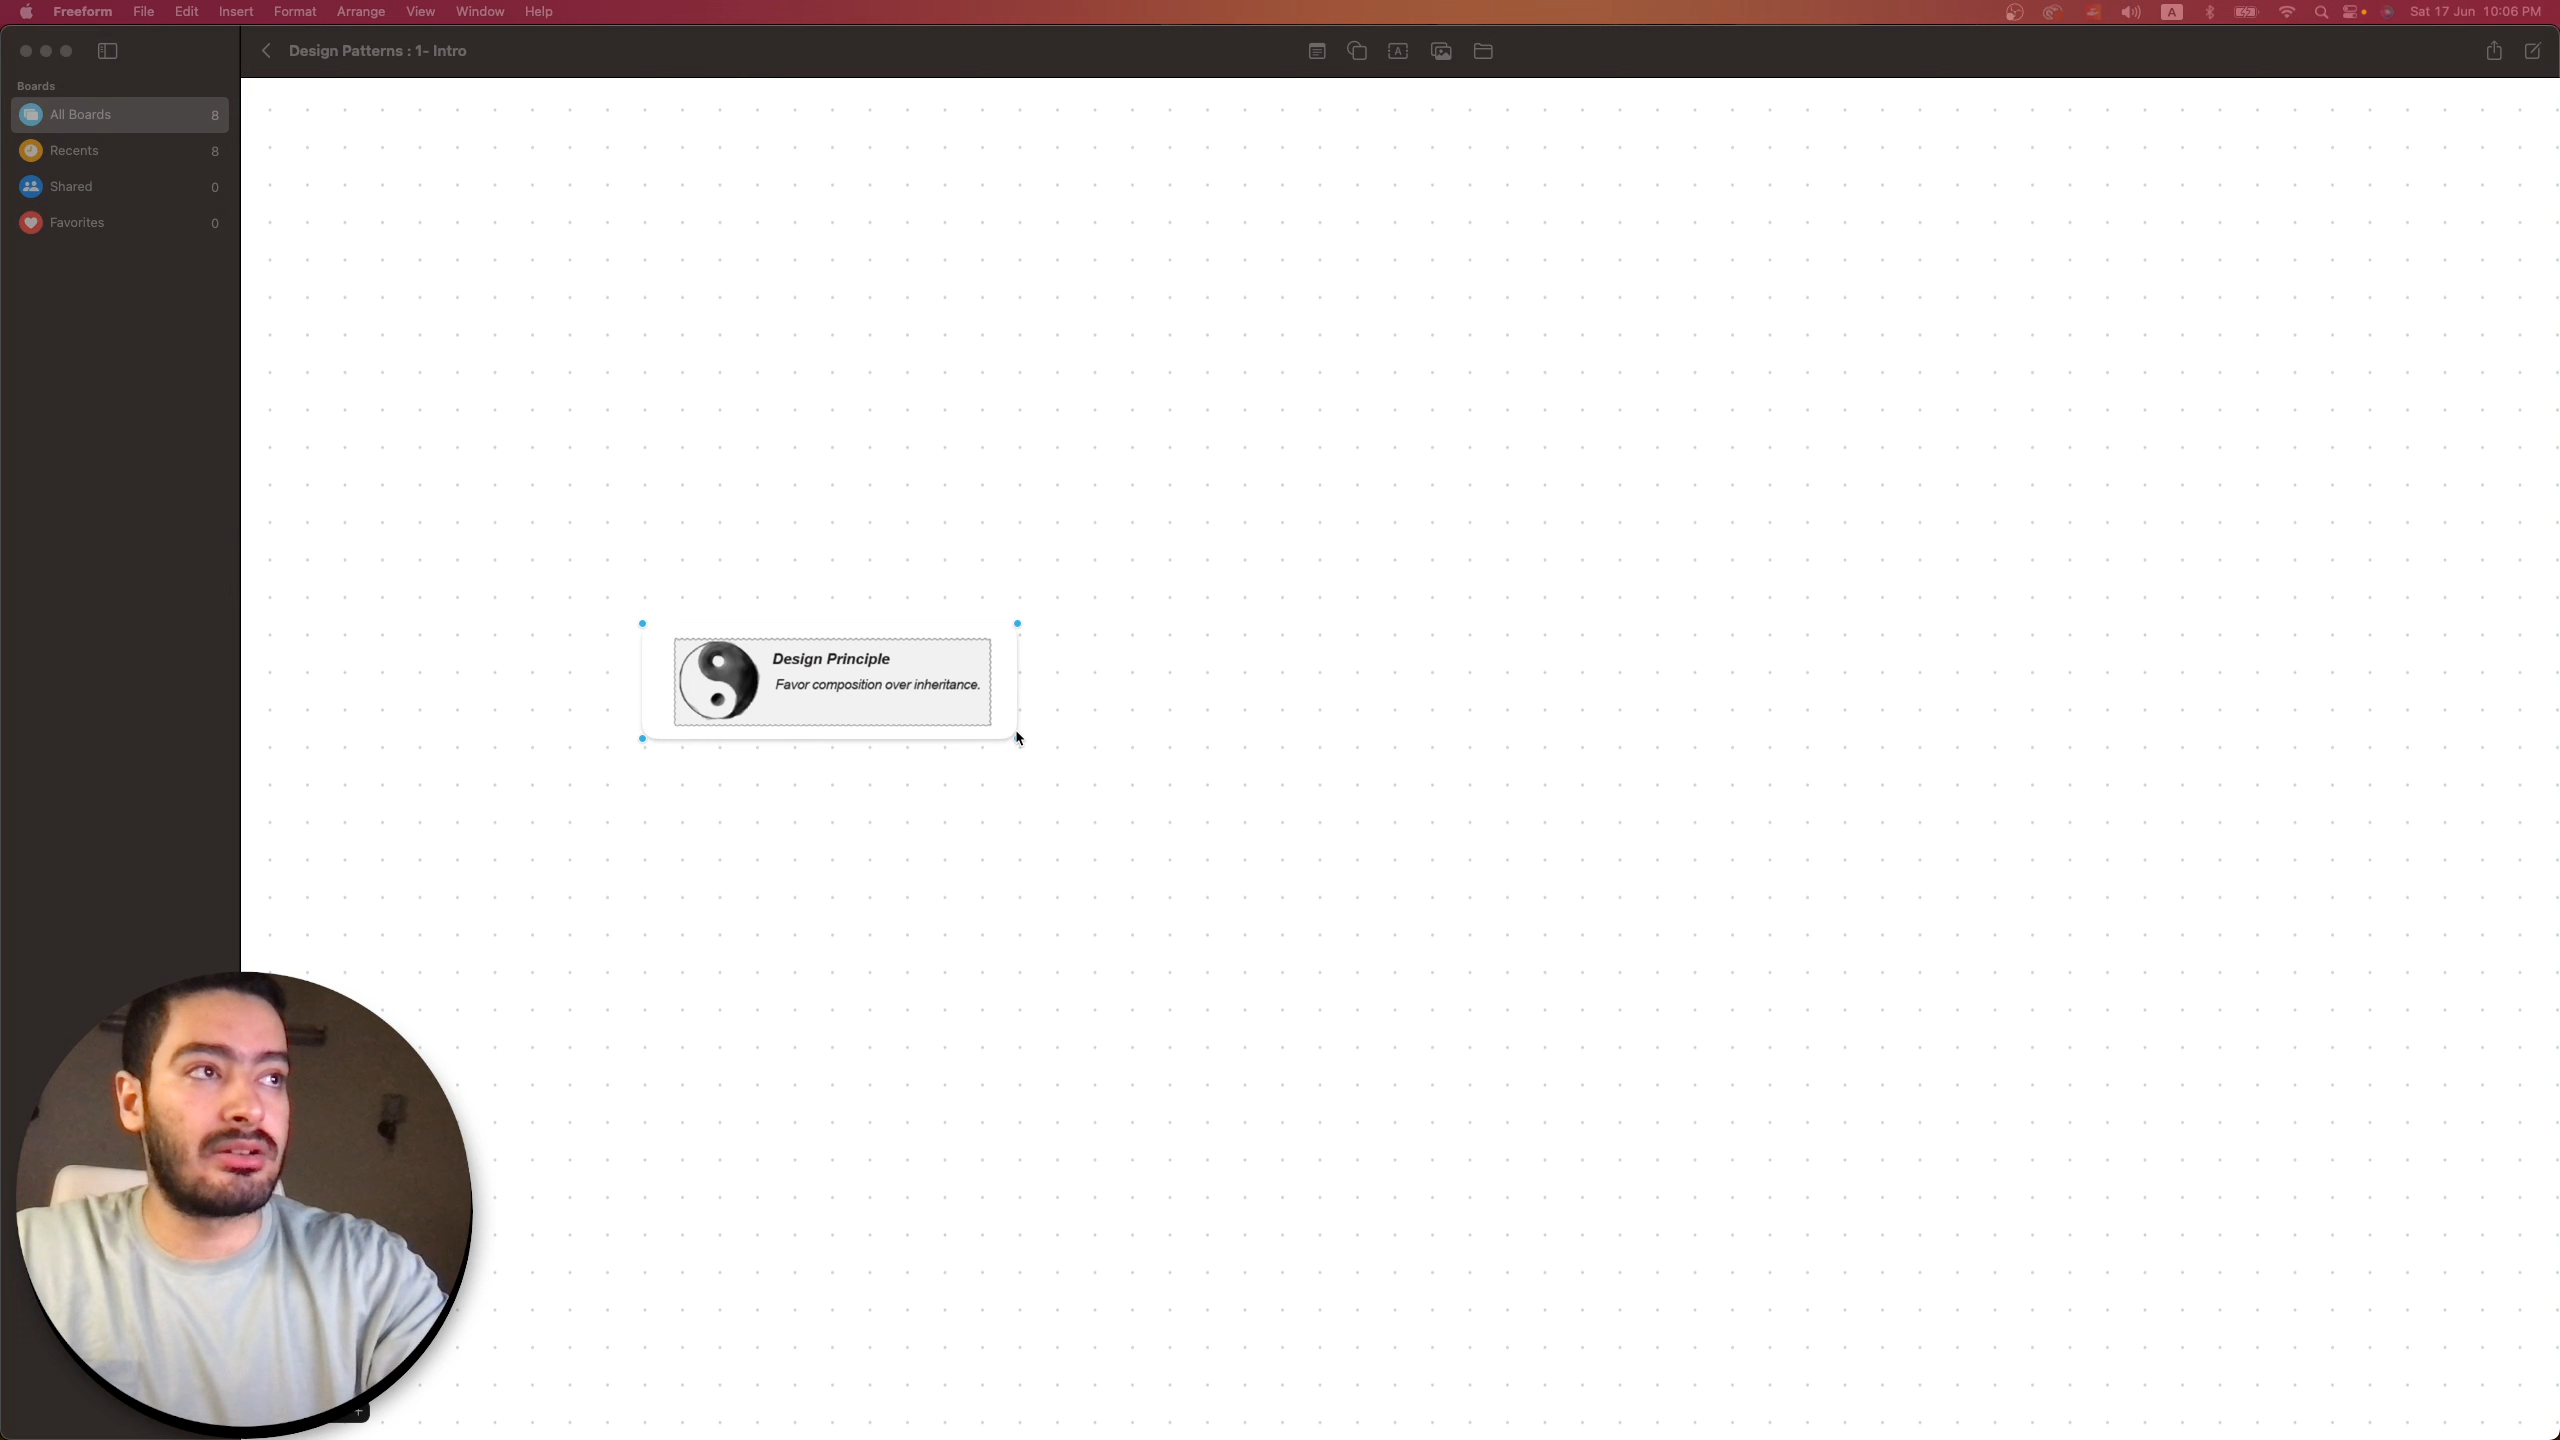 Freeform File Edit Insert Format Arrange View Window Help
A
Sat 17 Jun 10:06 PM
Design Patterns : 1- Intro
A
Boards
All Boards 8
Recents 8
Shared 0
Favorites 0
Design Principle
Favor composition over inheritance.